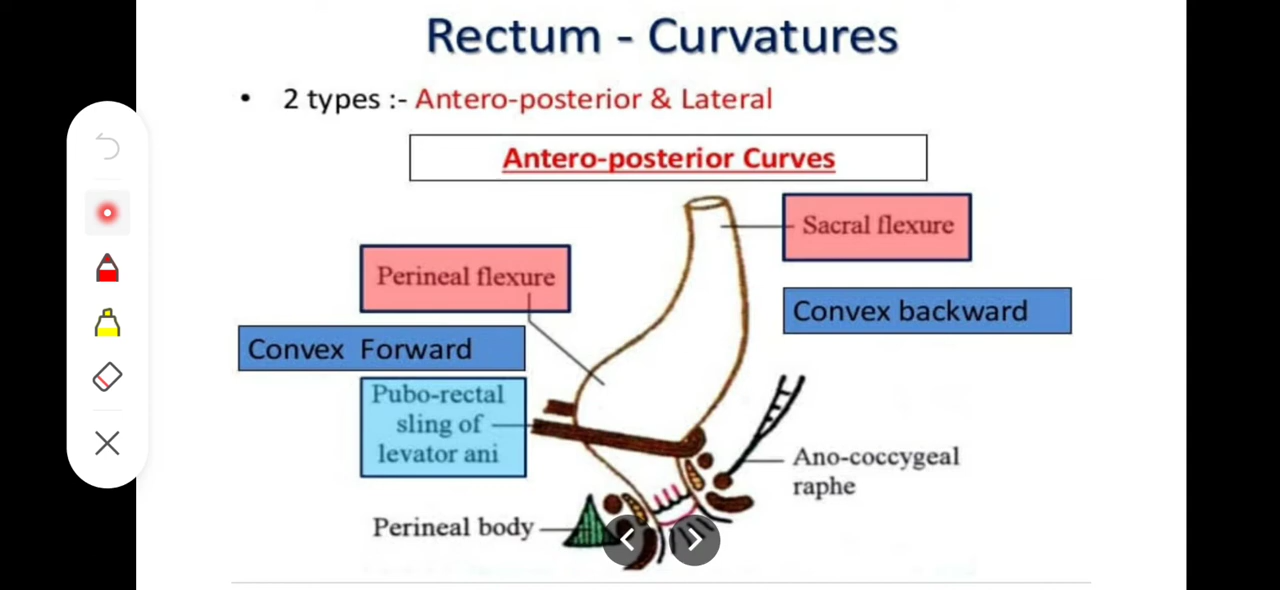 Rectum - Curvatures
• 2 types :- Antero-posterior & Lateral
Antero-posterior Curves
Sacral flexure
Perineal flexure
Convex backward
Convex Forward
Pubo-rectal
sling of
levator ani
Ano-coccygeal
raphe
Perineal body